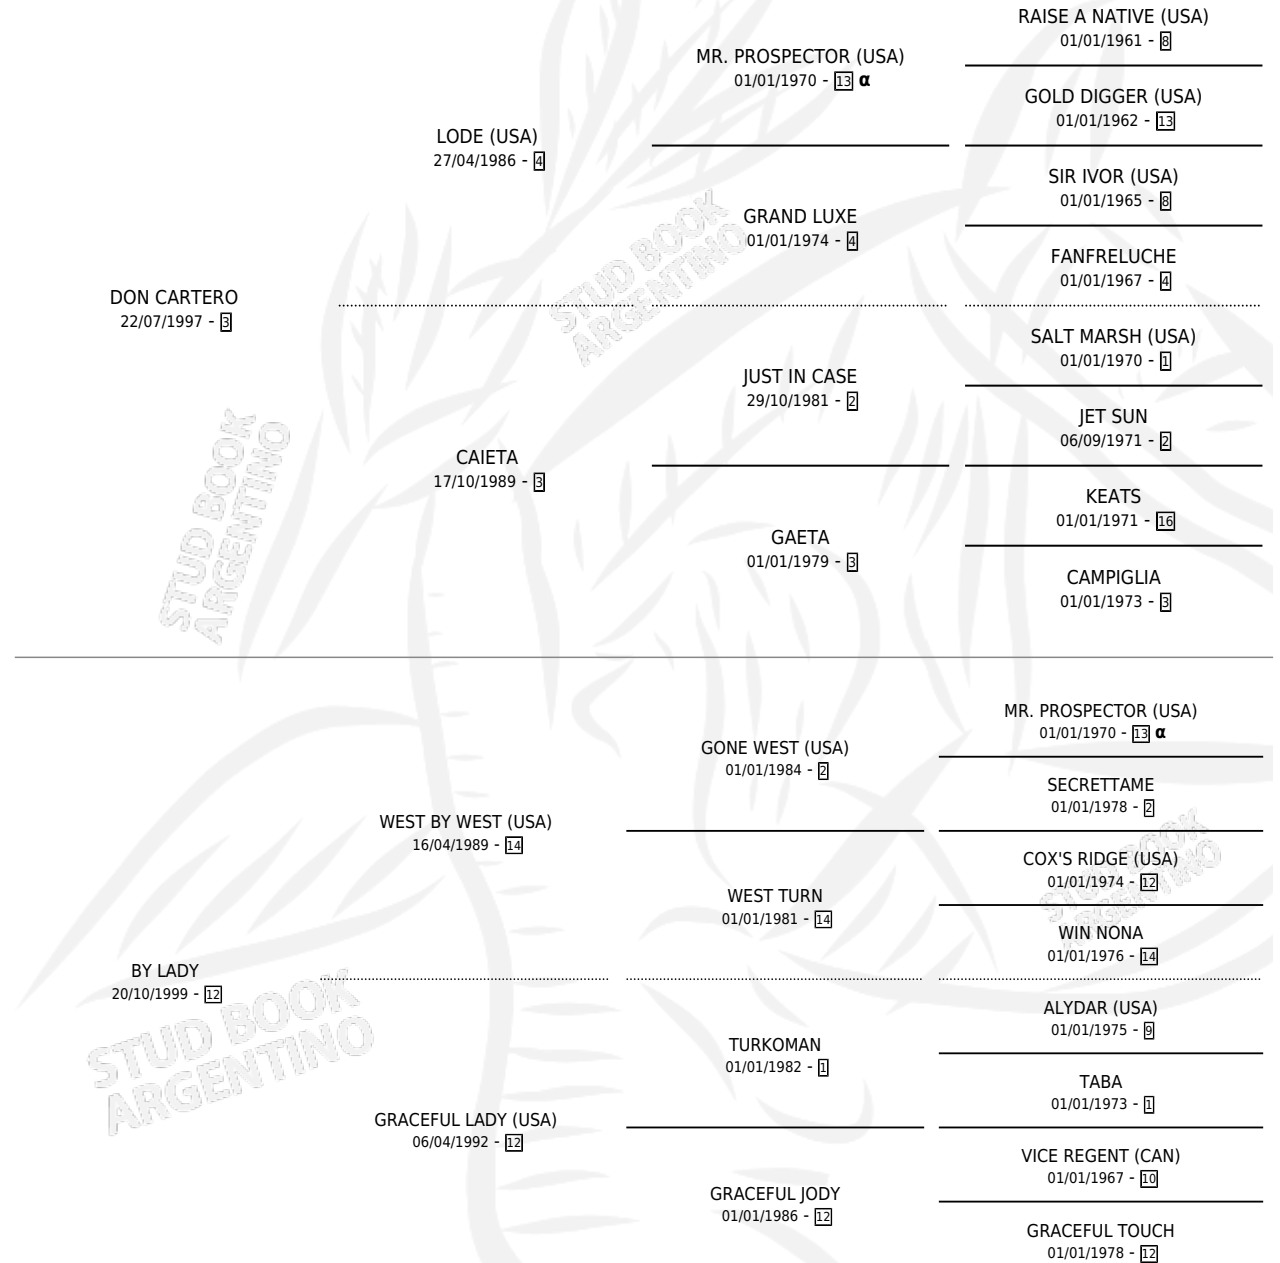 RAISE A NATIVE (USA)
01/01/1961 - 8
MR. PROSPECTOR (USA)
01/01/1970 - 13 α
GOLD DIGGER (USA)
01/01/1962 - 13
LODE (USA)
27/04/1986 - 4
SIR IVOR (USA)
01/01/1965 - 8
GRAND LUXE
01/01/1974 - 4
FANFRELUCHE
01/01/1967 - 4
DON CARTERO
22/07/1997 - 3
SALT MARSH (USA)
01/01/1970 - 1
JUST IN CASE
29/10/1981 - 2
JET SUN
06/09/1971 - 2
CAIETA
17/10/1989 - 3
KEATS
01/01/1971 - 16
GAETA
01/01/1979 - 3
CAMPIGLIA
01/01/1973 - 3
MR. PROSPECTOR (USA)
01/01/1970 - 13 α
GONE WEST (USA)
01/01/1984 - 2
SECRETTAME
01/01/1978 - 2
WEST BY WEST (USA)
16/04/1989 - 14
COX'S RIDGE (USA)
01/01/1974 - 12
WEST TURN
01/01/1981 - 14
WIN NONA
01/01/1976 - 14
BY LADY
20/10/1999 - 12
ALYDAR (USA)
01/01/1975 - 9
TURKOMAN
01/01/1982 - 1
TABA
01/01/1973 - 1
GRACEFUL LADY (USA)
06/04/1992 - 12
VICE REGENT (CAN)
01/01/1967 - 10
GRACEFUL JODY
01/01/1986 - 12
GRACEFUL TOUCH
01/01/1978 - 12
STUD BOOK
ARGENTINO
STUD BOOK
ARGENTINO
STUD BOOK
ARGENTINO
STUD BOOK
ARGENTINO